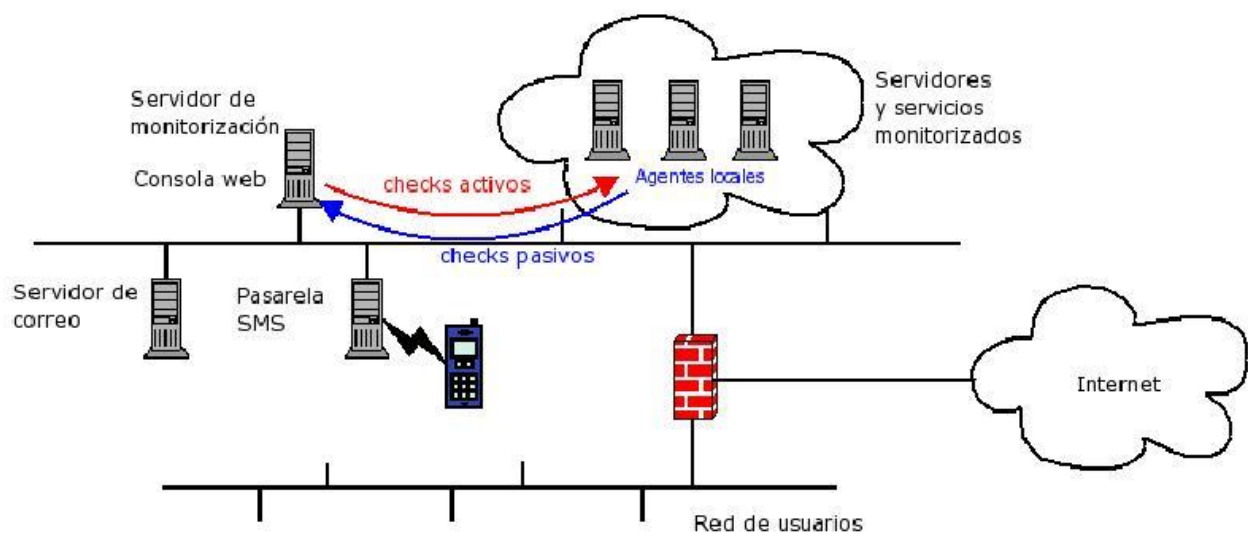 Servidor de
monitorización
Consola web
checks activos
checks pasivos
Agentes locales
Servidores
y servicios
monitorizados
Servidor de
correo
Pasarela
SMS
Internet
Red de usuarios